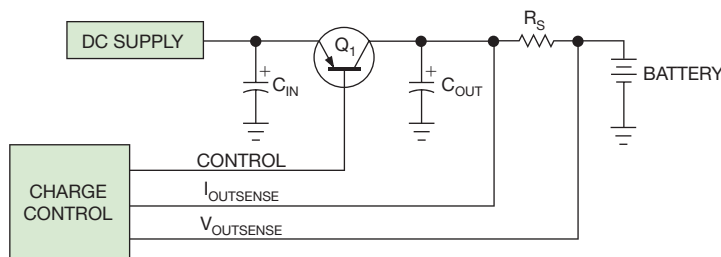 DC SUPPLY
Q1
RS
+
CIN
+
COUT
BATTERY
CHARGE
CONTROL
CONTROL
IOUTSENSE
VOUTSENSE